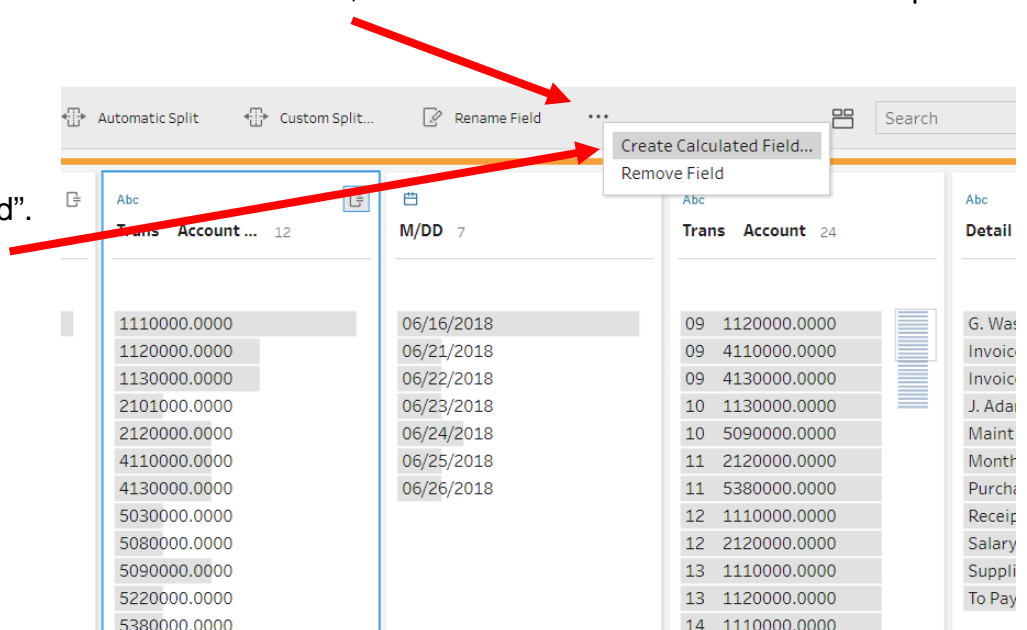 Automatic Split Custom Split... Rename Field ... Search
Create Calculated Field...
Remove Field
d”.
Abc Abc Abc
Trans Account ... 12 M/DD 7 Trans Account 24 Detail
1110000.0000 06/16/2018 09 1120000.0000 G. Was
1120000.0000 06/21/2018 09 4110000.0000 Invoic
1130000.0000 06/22/2018 09 4130000.0000 Invoic
2101000.0000 06/23/2018 10 1130000.0000 J. Ada
2120000.0000 06/24/2018 10 5090000.0000 Maint
4110000.0000 06/25/2018 11 2120000.0000 Month
4130000.0000 06/26/2018 11 5380000.0000 Purch
5030000.0000 12 1110000.0000 Receip
5080000.0000 12 2120000.0000 Salary
5090000.0000 13 1110000.0000 Suppli
5220000.0000 13 1120000.0000 To Pay
5380000.0000 14 1110000.0000